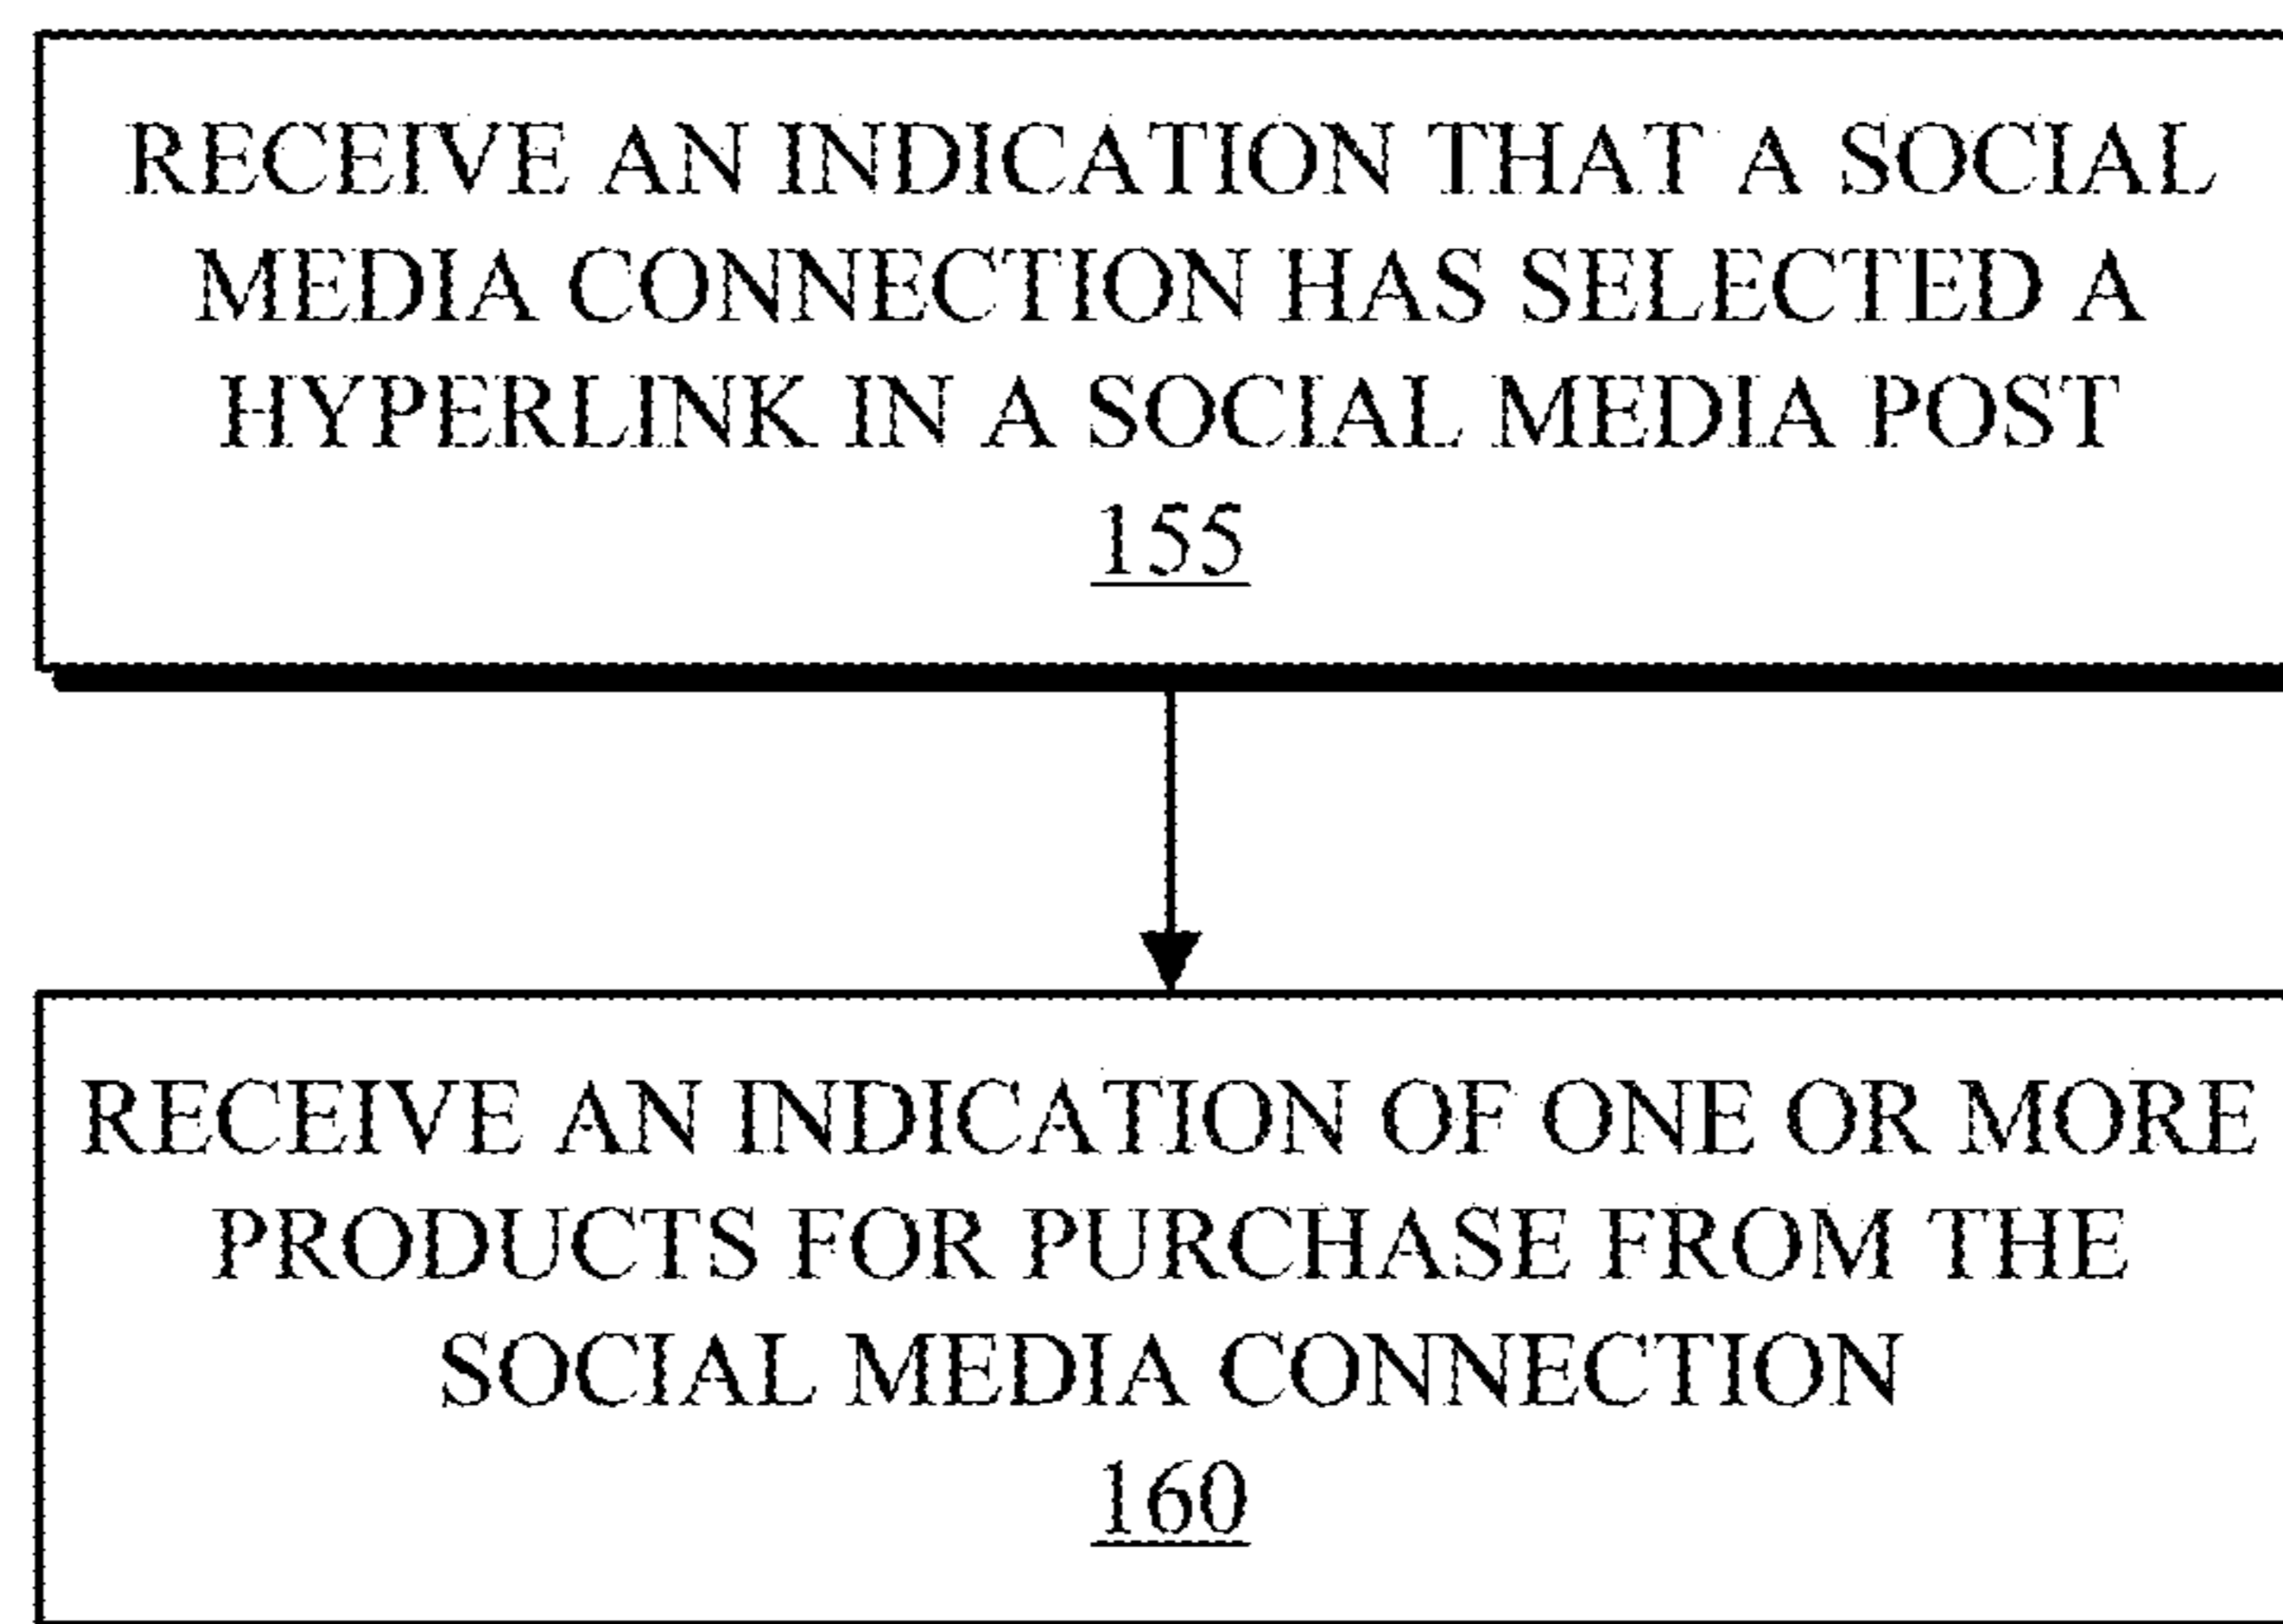 RECEIVE AN INDICATION THAT A SOCIAL
MEDIA CONNECTION HAS SELECTED A
HYPERLINK IN A SOCIAL MEDIA POST
155
RECEIVE AN INDICATION OF ONE OR MORE
PRODUCTS FOR PURCHASE FROM THE
SOCIAL MEDIA CONNECTION
160